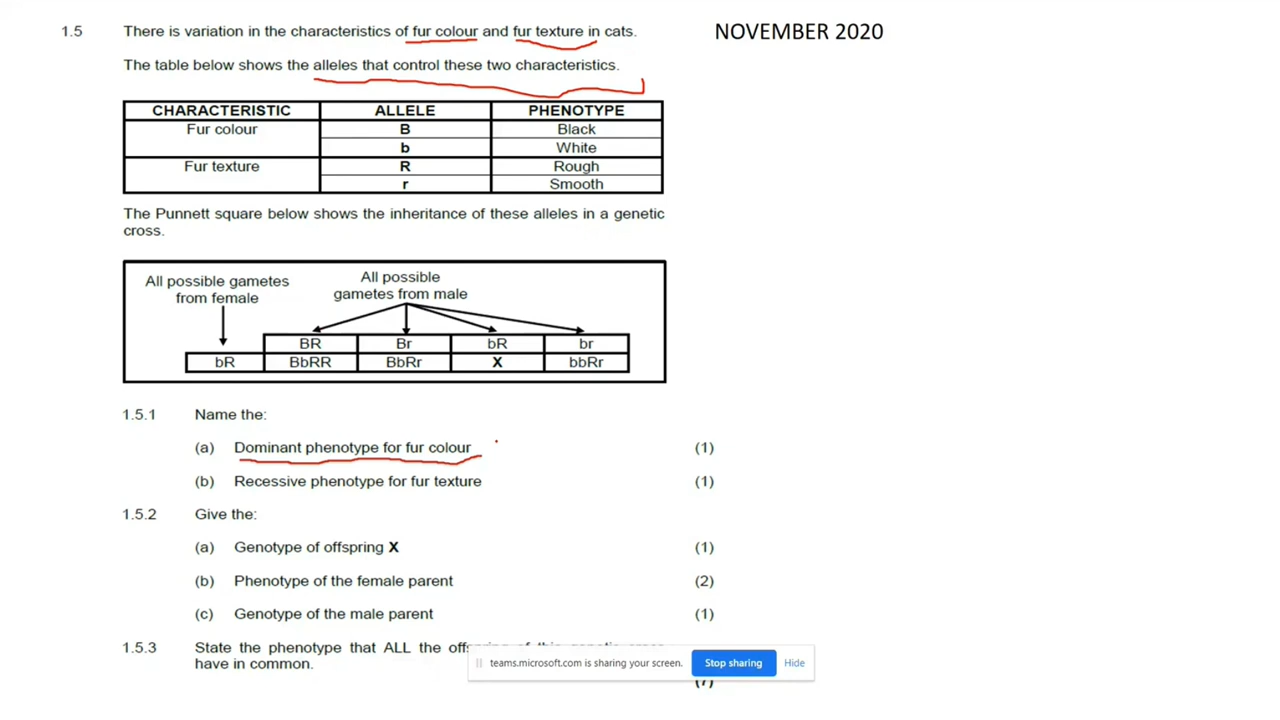 NOVEMBER 2020
1.5 There is variation in the characteristics of fur colour and fur texture in cats.
The table below shows the alleles that control these two characteristics.
CHARACTERISTIC ALLELE PHENOTYPE
Fur colour B Black
b White
Fur texture R Rough
r Smooth
The Punnett square below shows the inheritance of these alleles in a genetic
cross.
All possible gametes
from female
All possible
gametes from male
BR Br bR br
bR BbRR BbRr X bbRr
1.5.1 Name the:
(a) Dominant phenotype for fur colour (1)
(b) Recessive phenotype for fur texture (1)
1.5.2 Give the:
(a) Genotype of offspring X (1)
(b) Phenotype of the female parent (2)
(c) Genotype of the male parent (1)
1.5.3 State the phenotype that ALL the
have in common.
teams.microsoft.com is sharing your screen. Stop sharing Hide